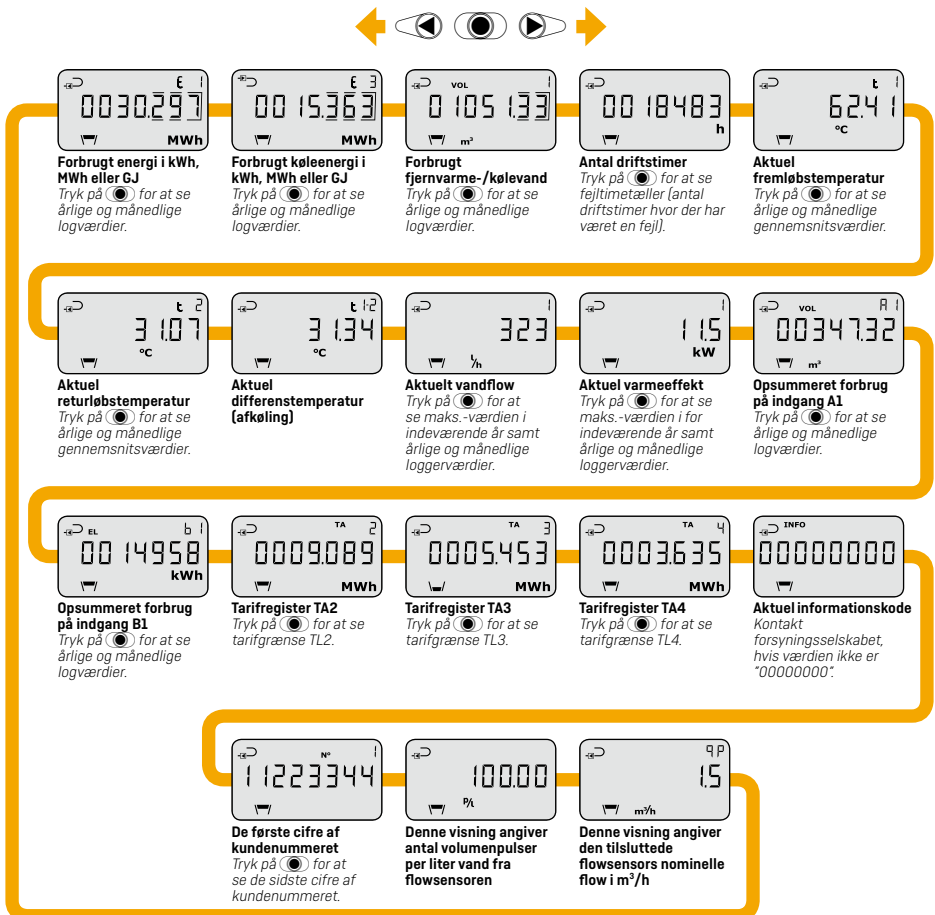 E 1
0030.297
MWh
Forbrugt energi i kWh,
MWh eller GJ
Tryk på for at se
årlige og månedlige
logværdier.
E 3
0015.363
MWh
Forbrugt køleenergi i
kWh, MWh eller GJ
Tryk på for at se
årlige og månedlige
logværdier.
VOL 1
01051.33
m³
Forbrugt
fjernvarme-/kølevand
Tryk på for at se
årlige og månedlige
logværdier.
0018483
h
Antal driftstimer
Tryk på for at se
fejltimetæller (antal
driftstimer hvor der har
været en fejl).
t 1
62.41
°C
Aktuel
fremløbstemperatur
Tryk på for at se
årlige og månedlige
gennemsnitsværdier.
t 2
31.07
°C
Aktuel
returløbstemperatur
Tryk på for at se
årlige og månedlige
gennemsnitsværdier.
t 1-2
31.34
°C
Aktuel
differenstemperatur
(afkøling)
1
323
l/h
Aktuelt vandflow
Tryk på for at
se maks.-værdien i
indeværende år samt
årlige og månedlige
loggerværdier.
1
11.5
kW
Aktuel varmeeffekt
Tryk på for at se
maks.-værdien i for
indeværende år samt
årlige og månedlige
loggerværdier.
VOL A1
00347.32
m³
Opsummeret forbrug
på indgang A1
Tryk på for at se
årlige og månedlige
logværdier.
EL b1
0014958
kWh
Opsummeret forbrug
på indgang B1
Tryk på for at se
årlige og månedlige
logværdier.
TA 2
0009.089
MWh
Tarifregister TA2
Tryk på for at se
tarifgrænse TL2.
TA 3
0005.453
MWh
Tarifregister TA3
Tryk på for at se
tarifgrænse TL3.
TA 4
0003.635
MWh
Tarifregister TA4
Tryk på for at se
tarifgrænse TL4.
INFO
00000000
Aktuel informationskode
Kontakt
forsyningsselskabet,
hvis værdien ikke er
"00000000".
N° 1
11223344
De første cifre af
kundenummeret
Tryk på for at
se de sidste cifre af
kundenummeret.
100.00
p/l
Denne visning angiver
antal volumenpulser
per liter vand fra
flowsensoren
qP
1.5
m³/h
Denne visning angiver
den tilsluttede
flowsensors nominelle
flow i m³/h